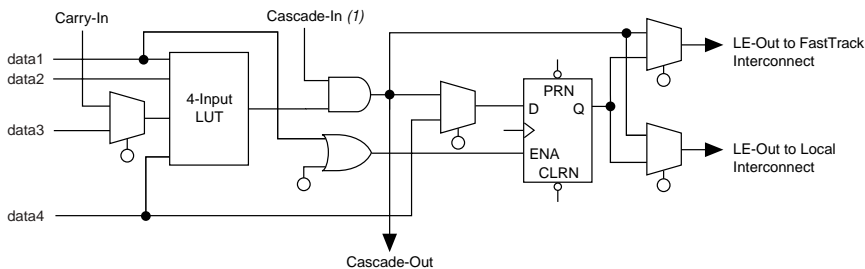 Carry-In
Cascade-In (1)
data1
data2
4-Input
LUT
data3
data4
PRN
D
Q
ENA
CLRN
LE-Out to FastTrack
Interconnect
LE-Out to Local
Interconnect
Cascade-Out